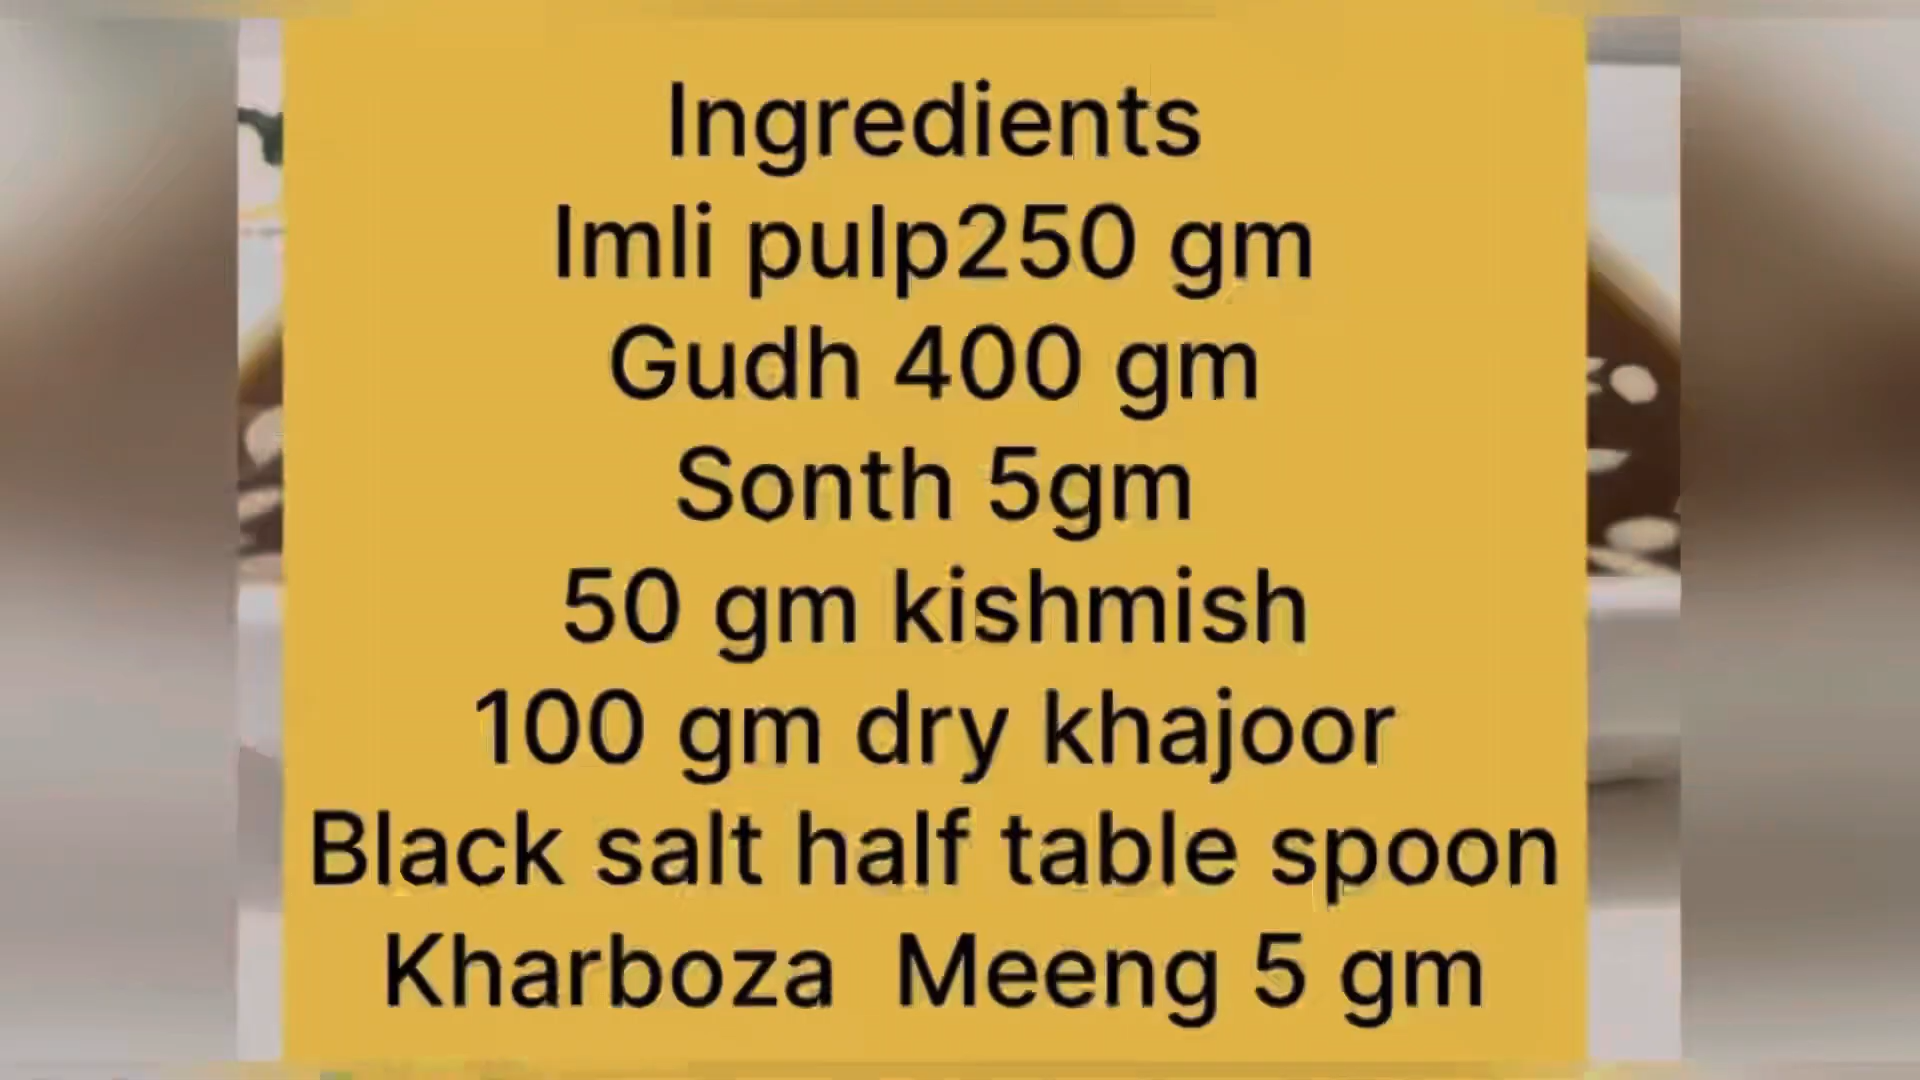 Ingredients
Imli pulp250 gm
Gudh 400 gm
Sonth 5gm
50 gm kishmish
100 gm dry khajoor
Black salt half table spoon
Kharboza  Meeng 5 gm